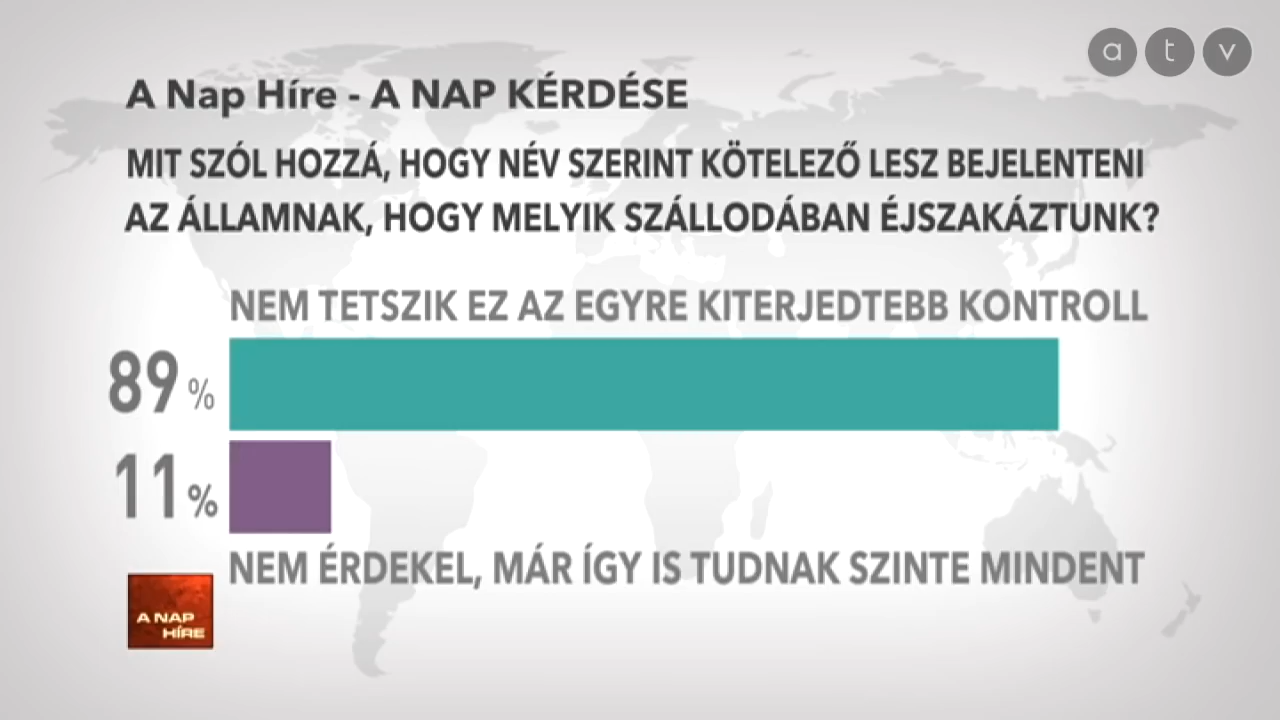 a t v
A Nap Híre - A NAP KÉRDÉSE
MIT SZÓL HOZZÁ, HOGY NÉV SZERINT KÖTELEZŐ LESZ BEJELENTENI
AZ ÁLLAMNAK, HOGY MELYIK SZÁLLODÁBAN ÉJSZAKÁZTUNK?
NEM TETSZIK EZ AZ EGYRE KITERJEDTEBB KONTROLL
89 %
11 %
NEM ÉRDEKEL, MÁR ÍGY IS TUDNAK SZINTE MINDENT
A NAP
HÍRE